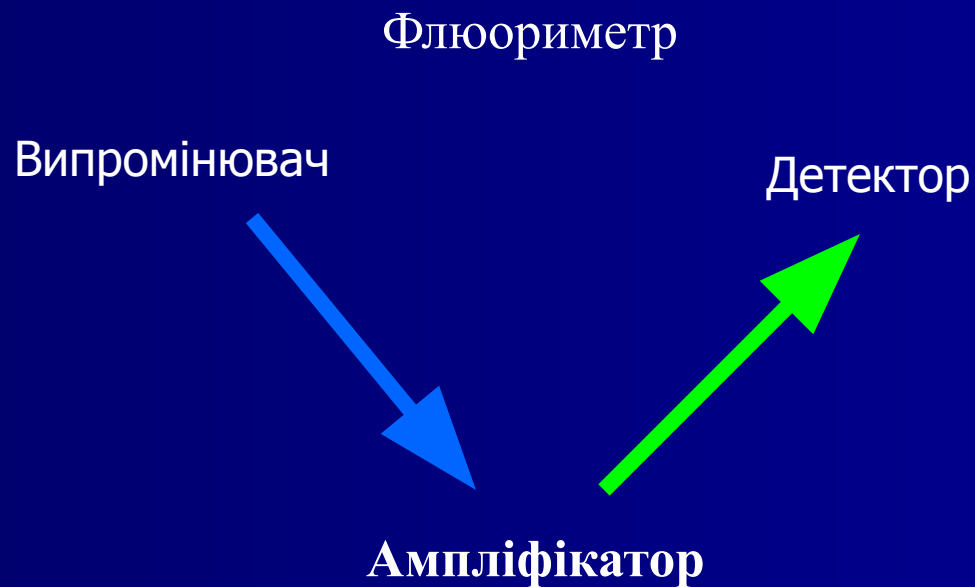 Флюориметр
Випромінювач
Детектор
Ампліфікатор